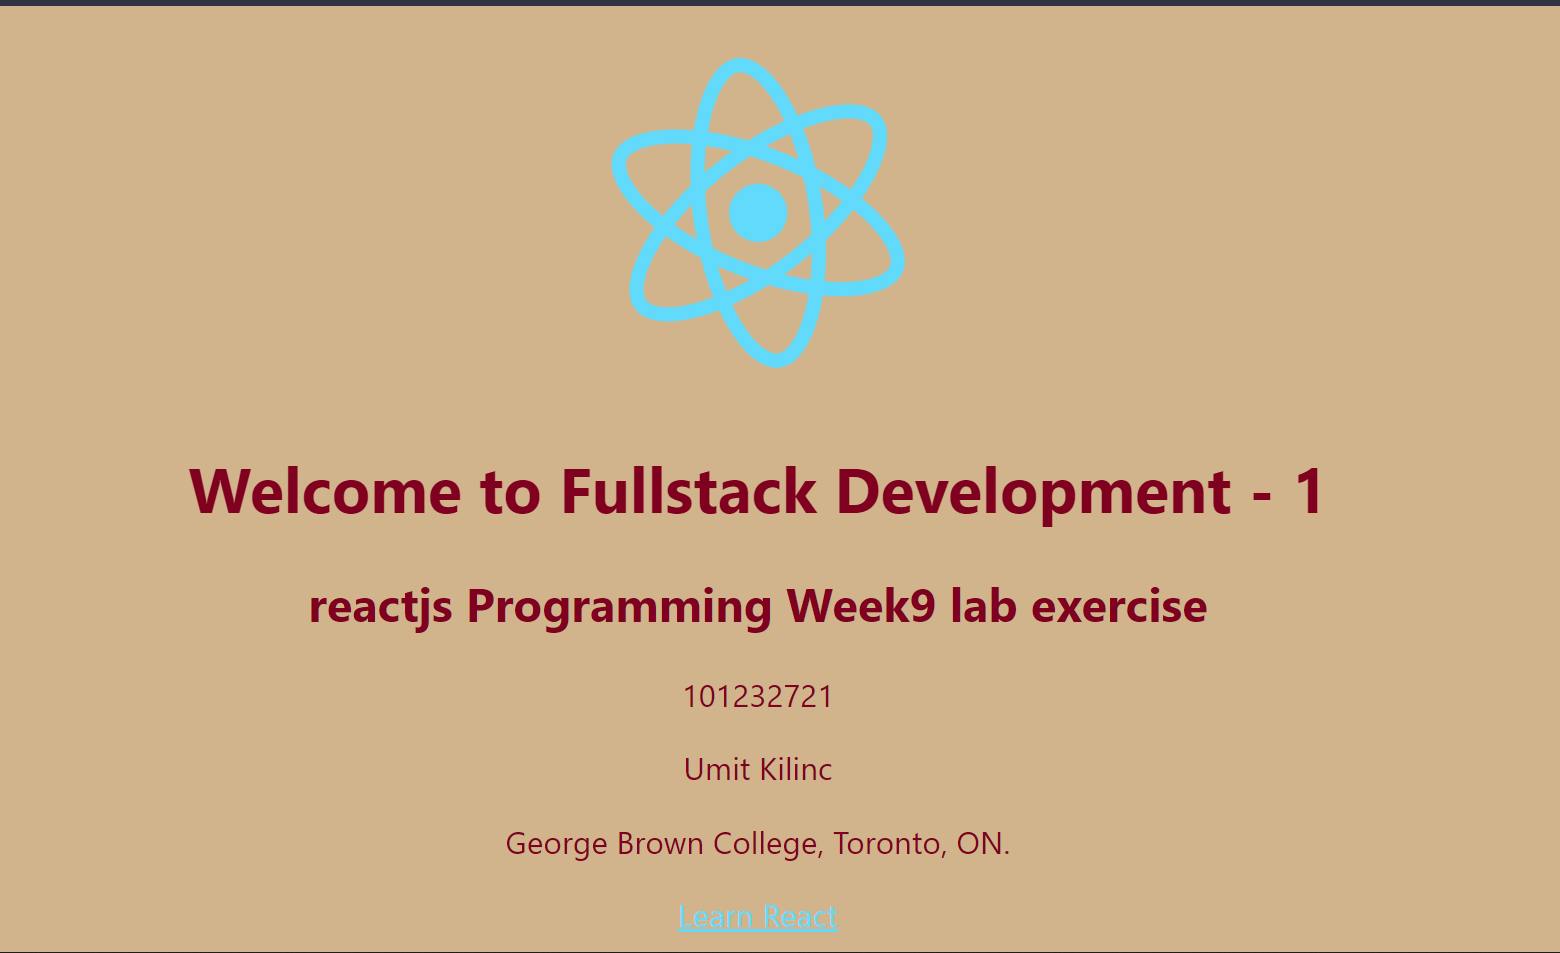 Welcome to Fullstack Development - 1
reactjs Programming Week9 lab exercise
101232721
Umit Kilinc
George Brown College, Toronto, ON.
Learn React